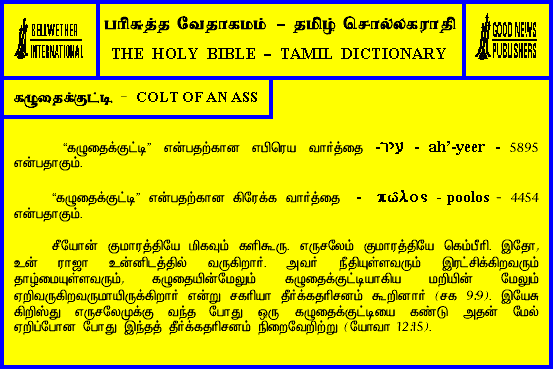 BELLWETHER
INTERNATIONAL
பரிசுத்த வேதாகமம் - தமிழ் சொல்லகராதி
THE HOLY BIBLE - TAMIL DICTIONARY
GOOD NEWS
PUBLISHERS
கழுதைக்குட்டி - COLT OF AN ASS
“கழுதைக்குட்டி” என்பதற்கான எபிரெய வார்த்தை -עיר - ah’-yeer - 5895
என்பதாகும்.
“கழுதைக்குட்டி” என்பதற்கான கிரேக்க வார்த்தை - πῶλος - poolos - 4454
என்பதாகும்.
சீயோன் குமாரத்தியே மிகவும் களிகூரு. எருசலேம் குமாரத்தியே கெம்பீரி. இதோ,
உன் ராஜா உன்னிடத்தில் வருகிறார். அவர் நீதியுள்ளவரும் இரட்சிக்கிறவரும்
தாழ்மையுள்ளவரும், கழுதையின்மேலும் கழுதைக்குட்டியாகிய மறியின் மேலும்
ஏறிவருகிறவருமாயிருக்கிறார் என்று சகரியா தீர்க்கதரிசனம் கூறினார் (சக 9:9). இயேசு
கிறிஸ்து எருசலேமுக்கு வந்த போது ஒரு கழுதைக்குட்டியை கண்டு அதன் மேல்
ஏறிப்போன போது இந்தத் தீர்க்கதரிசனம் நிறைவேறிற்று (யோவா 12:15).